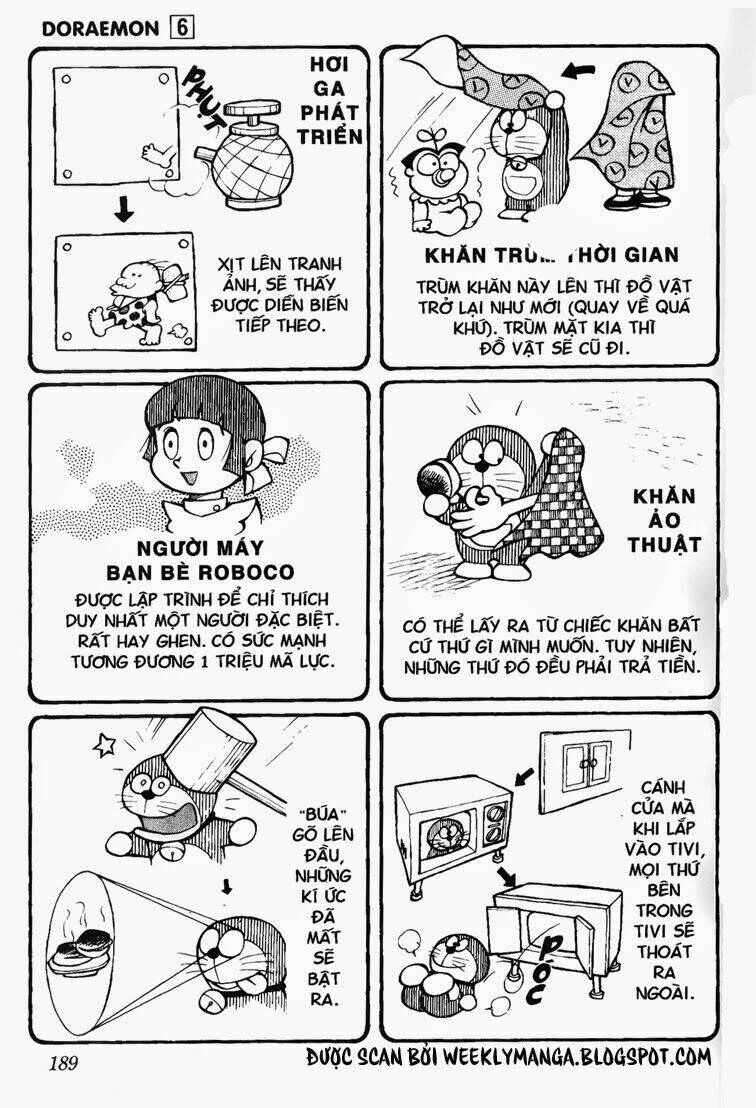 DORAEMON 6
PHỤT
HƠI
GA
PHÁT
TRIỂN
XỊT LÊN TRANH
ẢNH, SẼ THẤY
ĐƯỢC DIỂN BIẾN
TIẾP THEO.
KHĂN THỜI GIAN
TRÙM KHĂN NÀY LÊN THÌ ĐỒ VẬT
TRỞ LẠI NHƯ MỚI (QUAY VỀ QUÁ
KHỨ). TRÙM MẶT KIA THÌ
ĐỒ VẬT SẼ CŨ ĐI.
NGƯỜI MÁY
BẠN BÈ ROBOCO
ĐƯỢC LẬP TRÌNH ĐỂ CHỈ THÍCH
DUY NHẤT MỘT NGƯỜI ĐẶC BIỆT.
RẤT HAY GHEN. CÓ SỨC MẠNH
TƯƠNG ĐƯƠNG 1 TRIỆU MÃ LỰC.
KHĂN
ẢO
THUẬT
CÓ THỂ LẤY RA TỪ CHIẾC KHĂN BẤT
CỨ THỨ GÌ MÌNH MUỐN. TUY NHIÊN,
NHỮNG THỨ ĐÓ ĐỀU PHẢI TRẢ TIỀN.
"BÚA"
GÕ LÊN
ĐẦU,
NHỮNG
KÍ ỨC
ĐÃ
MẤT
SẼ
BẬT
RA.
CÁNH
CỬA MÀ
KHI LẮP
VÀO TIVI,
MỌI THỨ
BÊN
TRONG
TIVI SẼ
THOÁT
RA
NGOÀI.
PỌC
189
ĐƯỢC SCAN BỞI WEEKLYMANGA.BLOGSPOT.COM